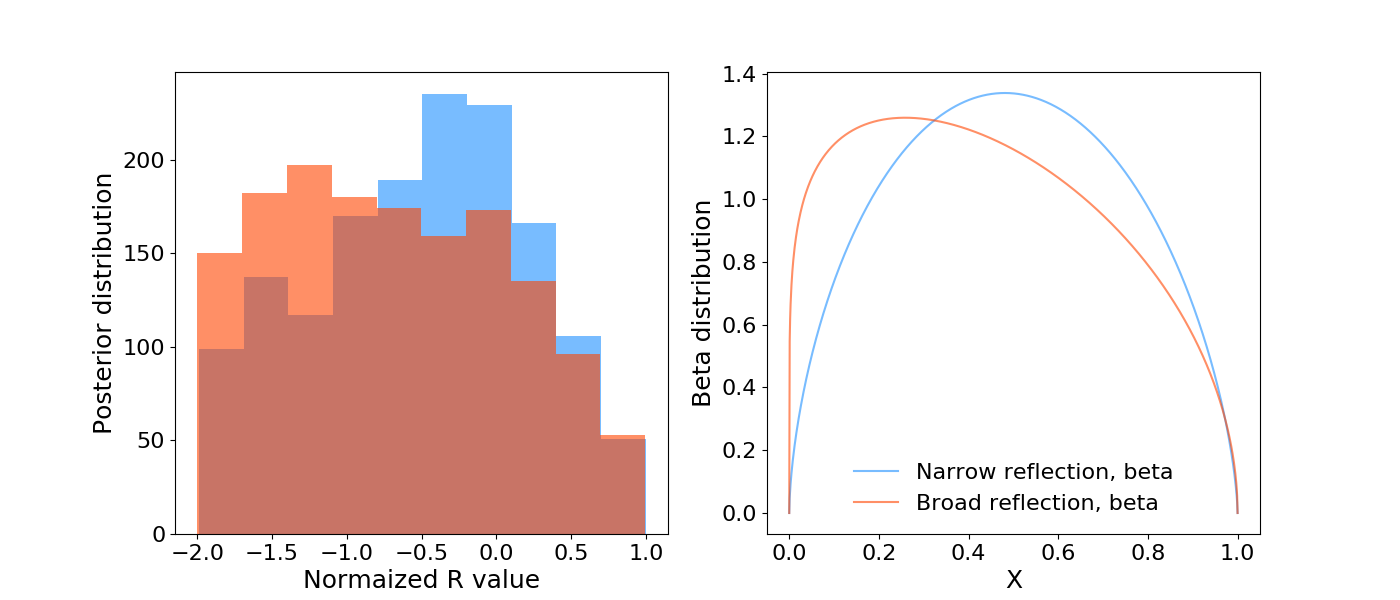 Posterior distribution
200
150
100
50
0
−2.0 −1.5 −1.0 −0.5 0.0 0.5 1.0
Normaized R value
Beta distribution
1.4
1.2
1.0
0.8
0.6
0.4
0.2
0.0
Narrow reflection, beta
Broad reflection, beta
0.0 0.2 0.4 0.6 0.8 1.0
X